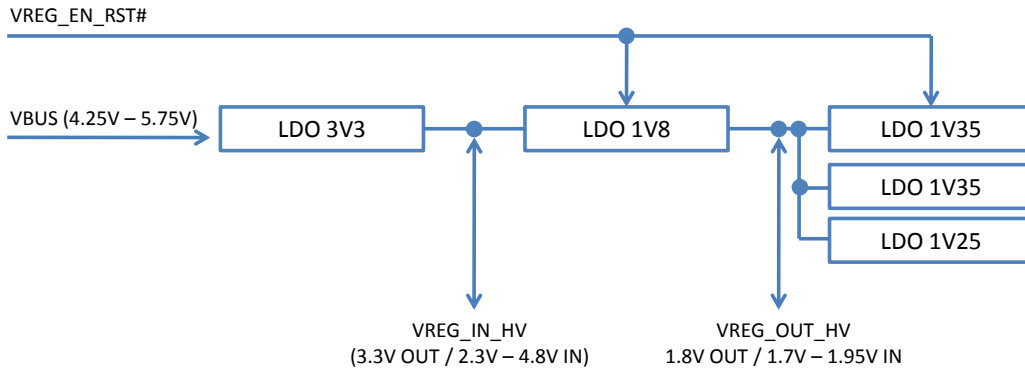 VREG_EN_RST#
VBUS (4.25V – 5.75V)
LDO 3V3
LDO 1V8
LDO 1V35
LDO 1V35
LDO 1V25
VREG_IN_HV
(3.3V OUT / 2.3V – 4.8V IN)
VREG_OUT_HV
1.8V OUT / 1.7V – 1.95V IN